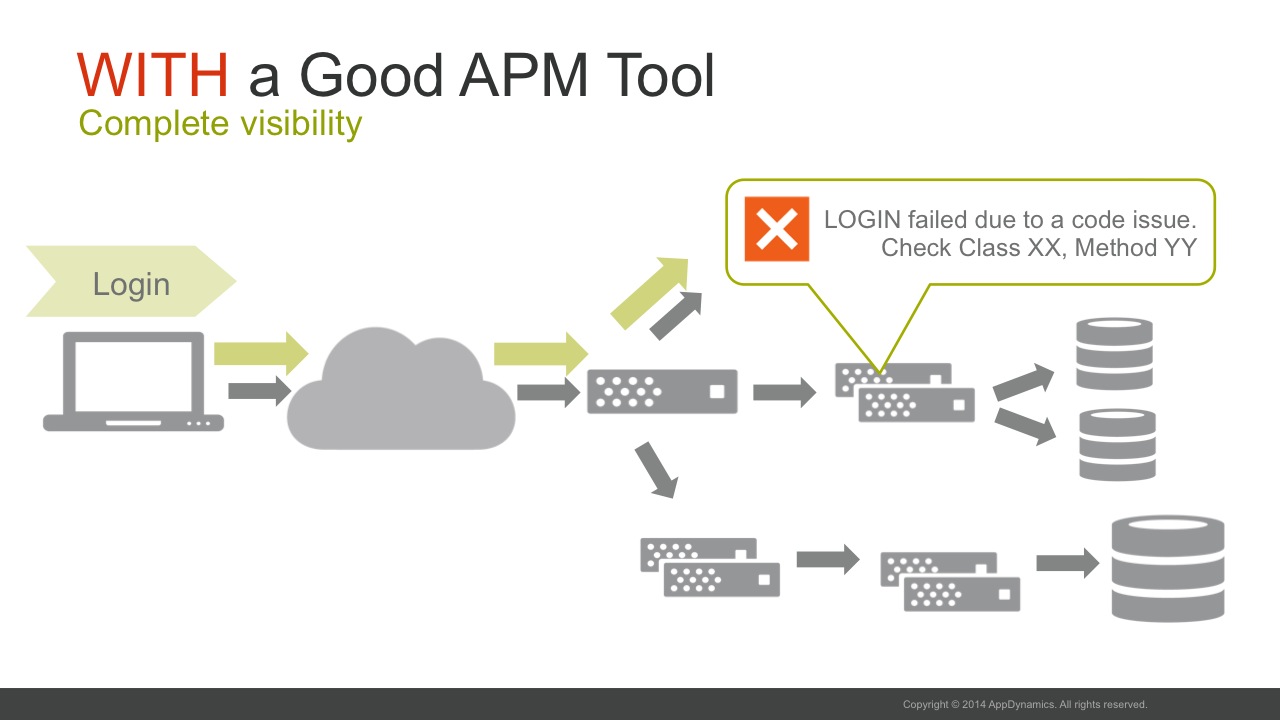 WITH a Good APM Tool
Complete visibility
LOGIN failed due to a code issue.
Check Class XX, Method YY
Login
Copyright © 2014 AppDynamics. All rights reserved.